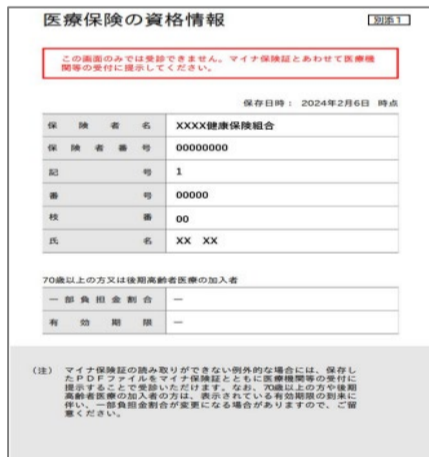 医療保険の資格情報
別添1
この画面のみでは受診できません。マイナ保険証とあわせて医療機
関等の受付に提示してください。
保存日時： 2024年2月6日 時点
保険者名 XXXX健康保険組合
保険者番号 00000000
記号 1
番号 00000
枝番 00
氏名 XX XX
70歳以上の方又は後期高齢者医療の加入者
一部負担金割合 ー
有効期限 ー
（注） マイナ保険証の読み取りができない例外的な場合には、保存し
たPDFファイルをマイナ保険証とともに医療機関等の受付に
提示することで受診いただけます。なお、70歳以上の方や後期
高齢者医療の加入者の方は、表示されている有効期限の到来に
伴い、一部負担金割合が変更になる場合がありますので、ご留
意ください。